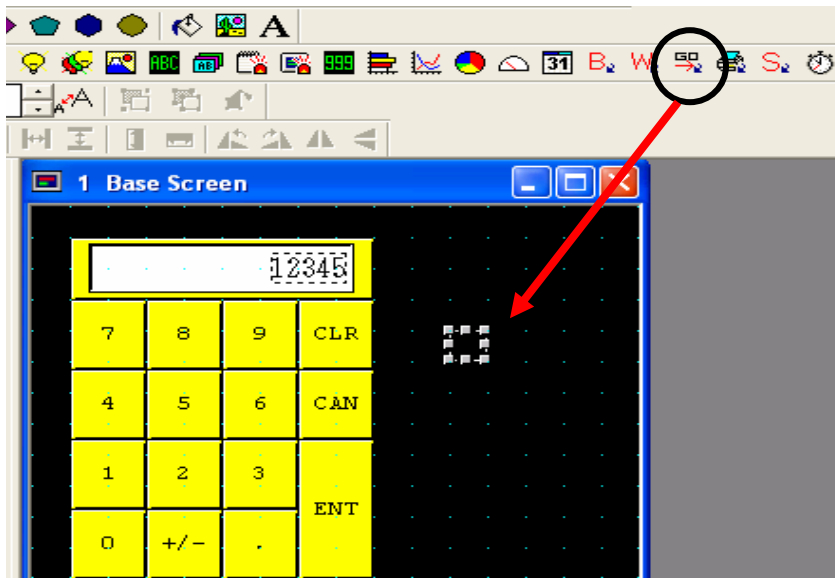 A
ABC AB 999 31 B W S
A A
1 Base Screen
12345
7 8 9 CLR
4 5 6 CAN
1 2 3
ENT
0 +/- .